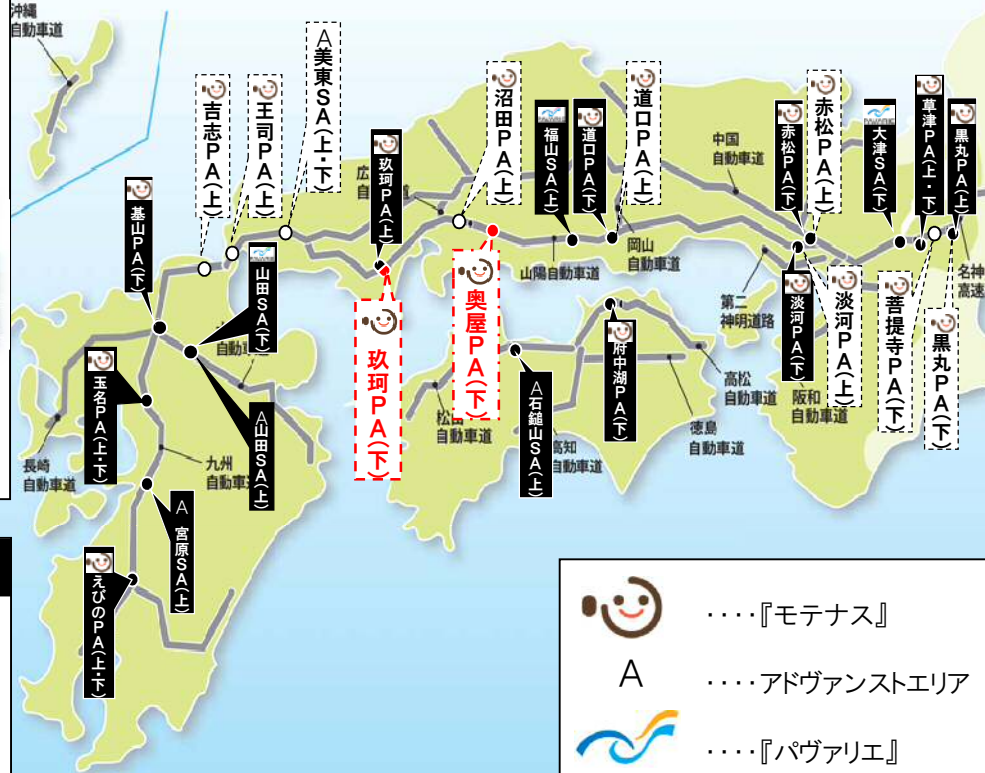 沖縄
自動車道
吉志PA(上)
王司PA(上)
A 美東SA(上・下)
玖珂PA(上)
沼田PA(上)
福山SA(上)
道口PA(下)
道口PA(上)
中国
自動車道
赤松PA(下)
赤松PA(上)
大津SA(下)
草津PA(上・下)
黒丸PA(上)
基山PA(下)
山田SA(下)
自動車道
玖珂PA(下)
奥屋PA(下)
山陽自動車道
岡山
自動車道
第二
神明道路
淡河PA(下)
淡河PA(上)
菩提寺PA(下)
黒丸PA(下)
名神
高速
阪和
自動車道
府中湖PA(下)
高松
自動車道
徳島
自動車道
高知
自動車道
自動車道
A石鎚山SA(上)
玉名PA(上・下)
A山田SA(上)
長崎
自動車道
九州
自動車道
A 宮原SA(上)
えびのPA(上・下)
‥‥『モテナス』
A ‥‥アドヴァンストエリア
‥‥『パヴァリエ』